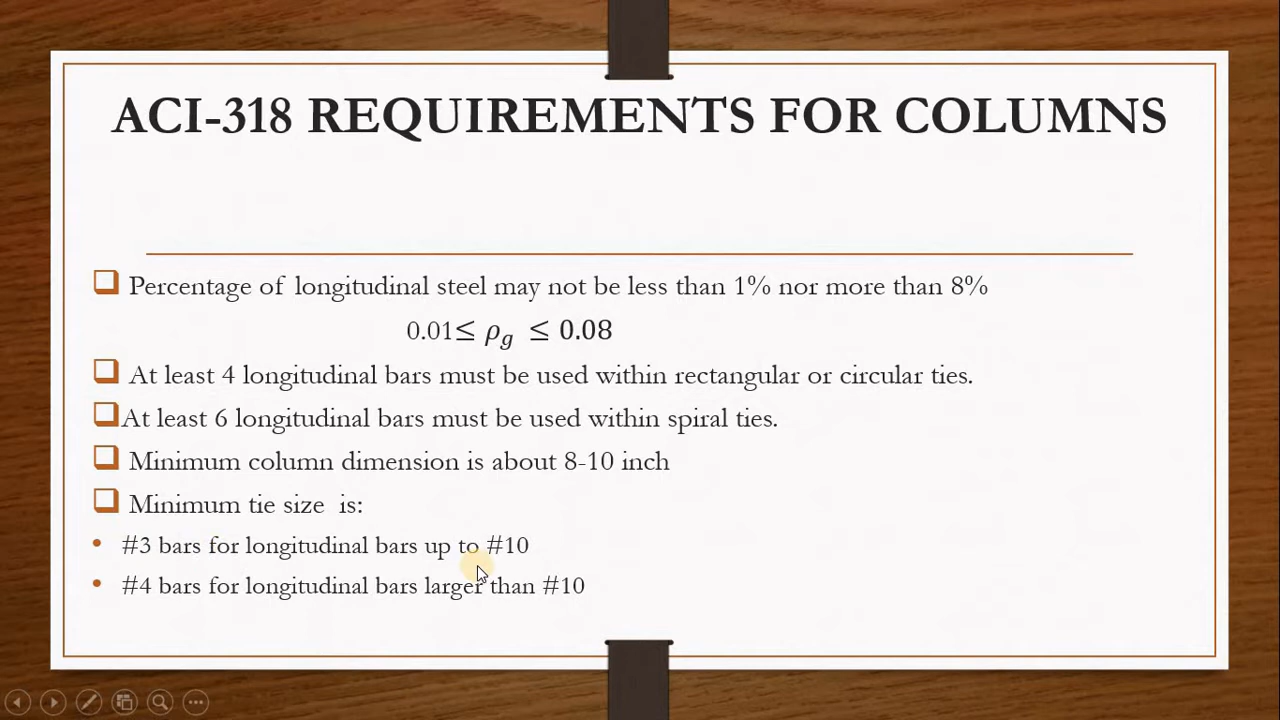 ACI-318 REQUIREMENTS FOR COLUMNS
Percentage of longitudinal steel may not be less than 1% nor more than 8%
0.01≤ ρg ≤ 0.08
At least 4 longitudinal bars must be used within rectangular or circular ties.
At least 6 longitudinal bars must be used within spiral ties.
Minimum column dimension is about 8-10 inch
Minimum tie size is:
#3 bars for longitudinal bars up to #10
#4 bars for longitudinal bars larger than #10